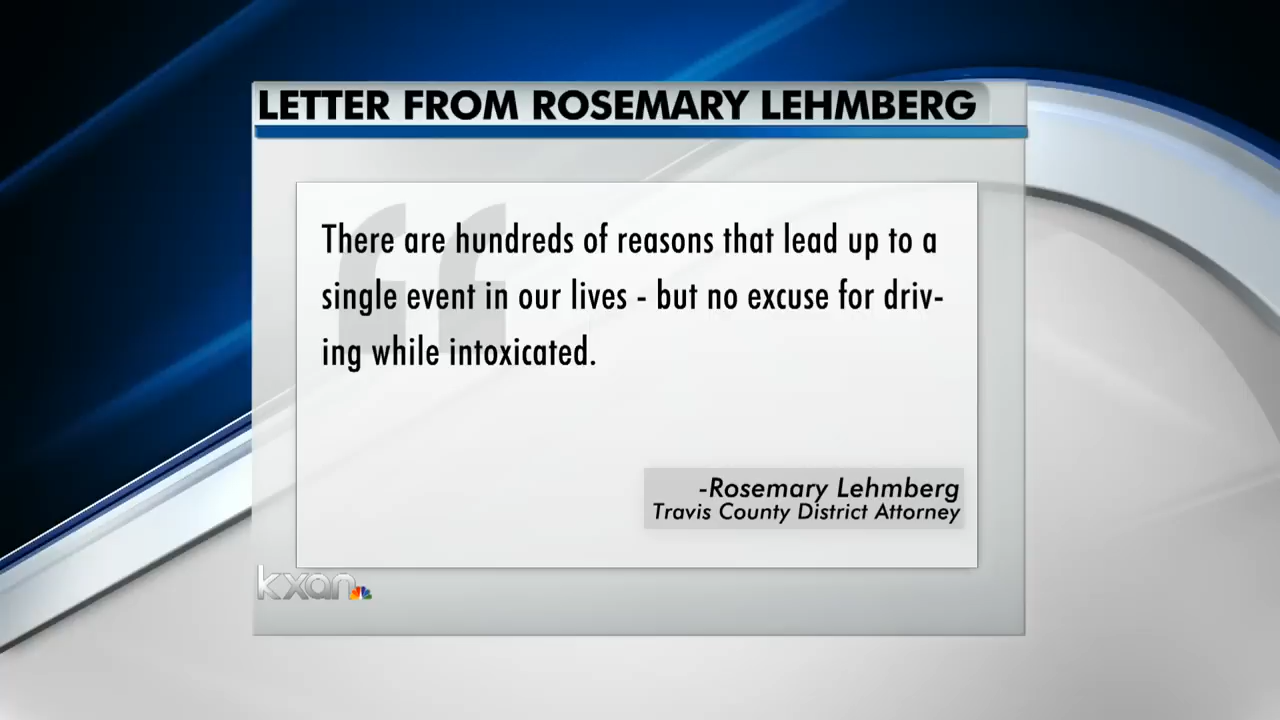 LETTER FROM ROSEMARY LEHMBERG
There are hundreds of reasons that lead up to a
single event in our lives - but no excuse for driv-
ing while intoxicated.
-Rosemary Lehmberg
Travis County District Attorney
kxan